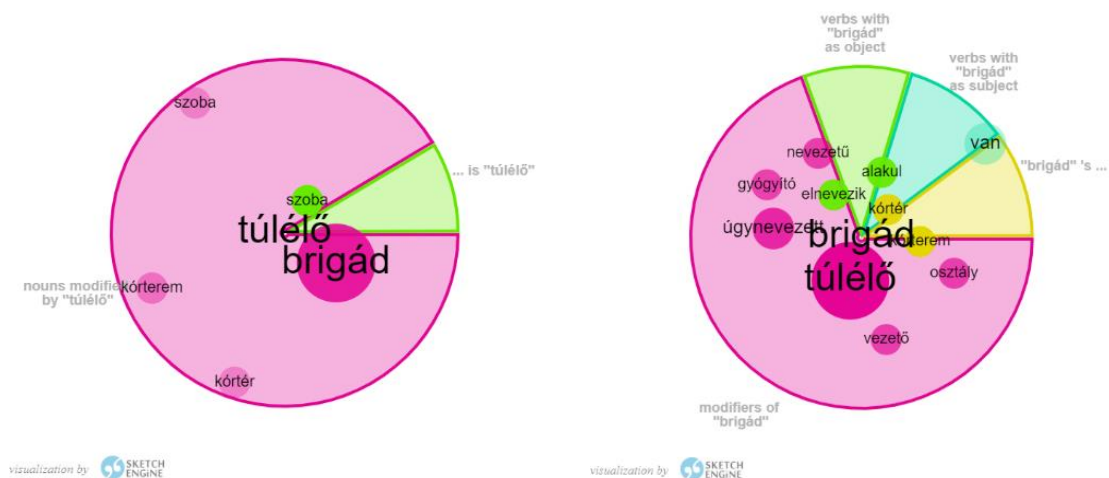 szoba
... is "túlélő"
szoba
túlélő
brigád
nouns modified
by "túlélő"
kórterem
kórtér
visualization by
SKETCH
ENGINE
verbs with
"brigád"
as object
verbs with
"brigád"
as subject
van
nevezetű
alakul
"brigád" 's ...
gyógyító
elnevezik
kórtér
úgynevezett
brigád
kórterem
túlélő
osztály
vezető
modifiers of
"brigád"
visualization by
SKETCH
ENGINE